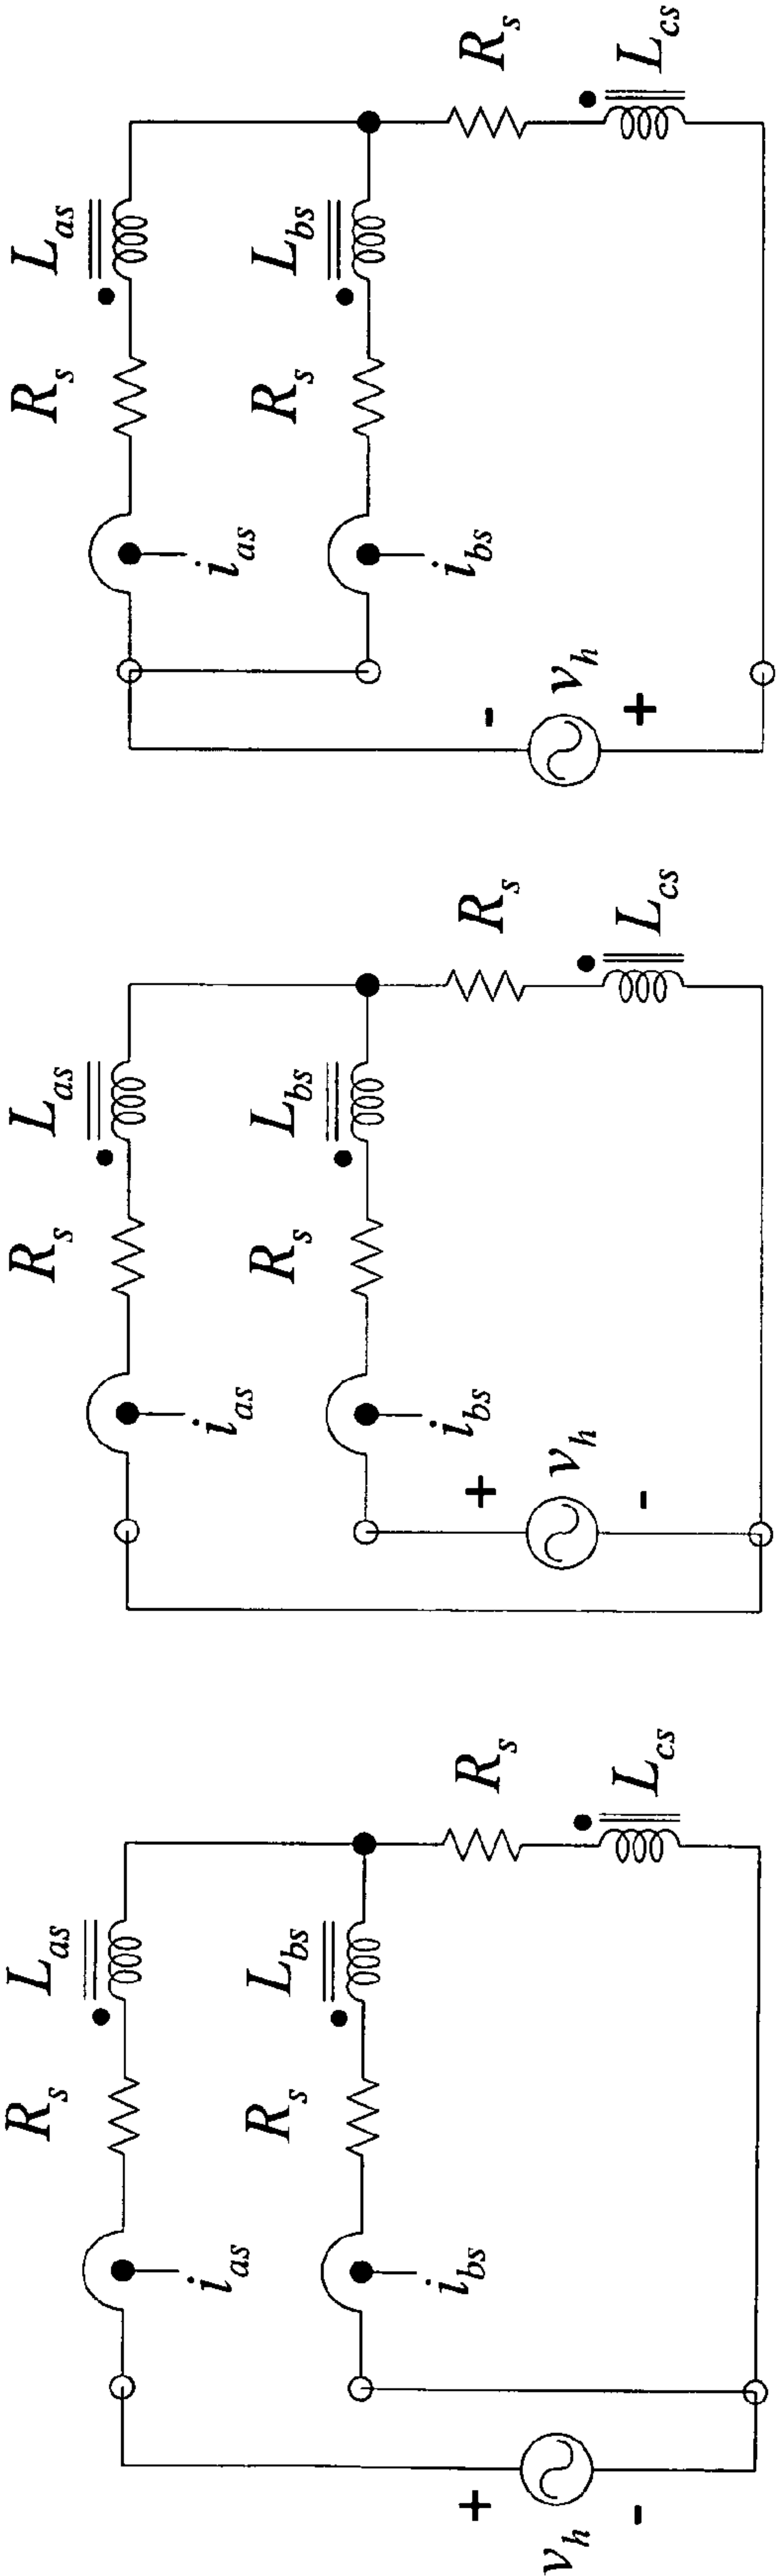 R_s L_as
i_as
R_s L_bs
i_bs
+ R_s
v_h
- L_cs
R_s L_as
i_as
R_s L_bs
i_bs
+ R_s
v_h
- L_cs
R_s L_as
i_as
R_s L_bs
i_bs
- R_s
v_h
+ L_cs